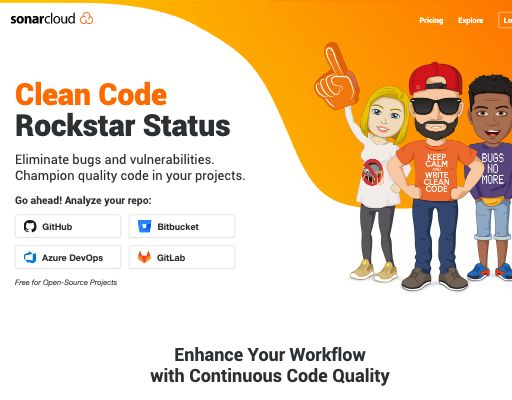 sonarcloud
Pricing Explore Lo
Clean Code
Rockstar Status
Eliminate bugs and vulnerabilities.
Champion quality code in your projects.
Go ahead! Analyze your repo:
GitHub
Bitbucket
Azure DevOps
GitLab
Free for Open-Source Projects
KEEP
CALM
AND
WRITE
CLEAN
CODE
BUGS
NO
MORE
Enhance Your Workflow
with Continuous Code Quality